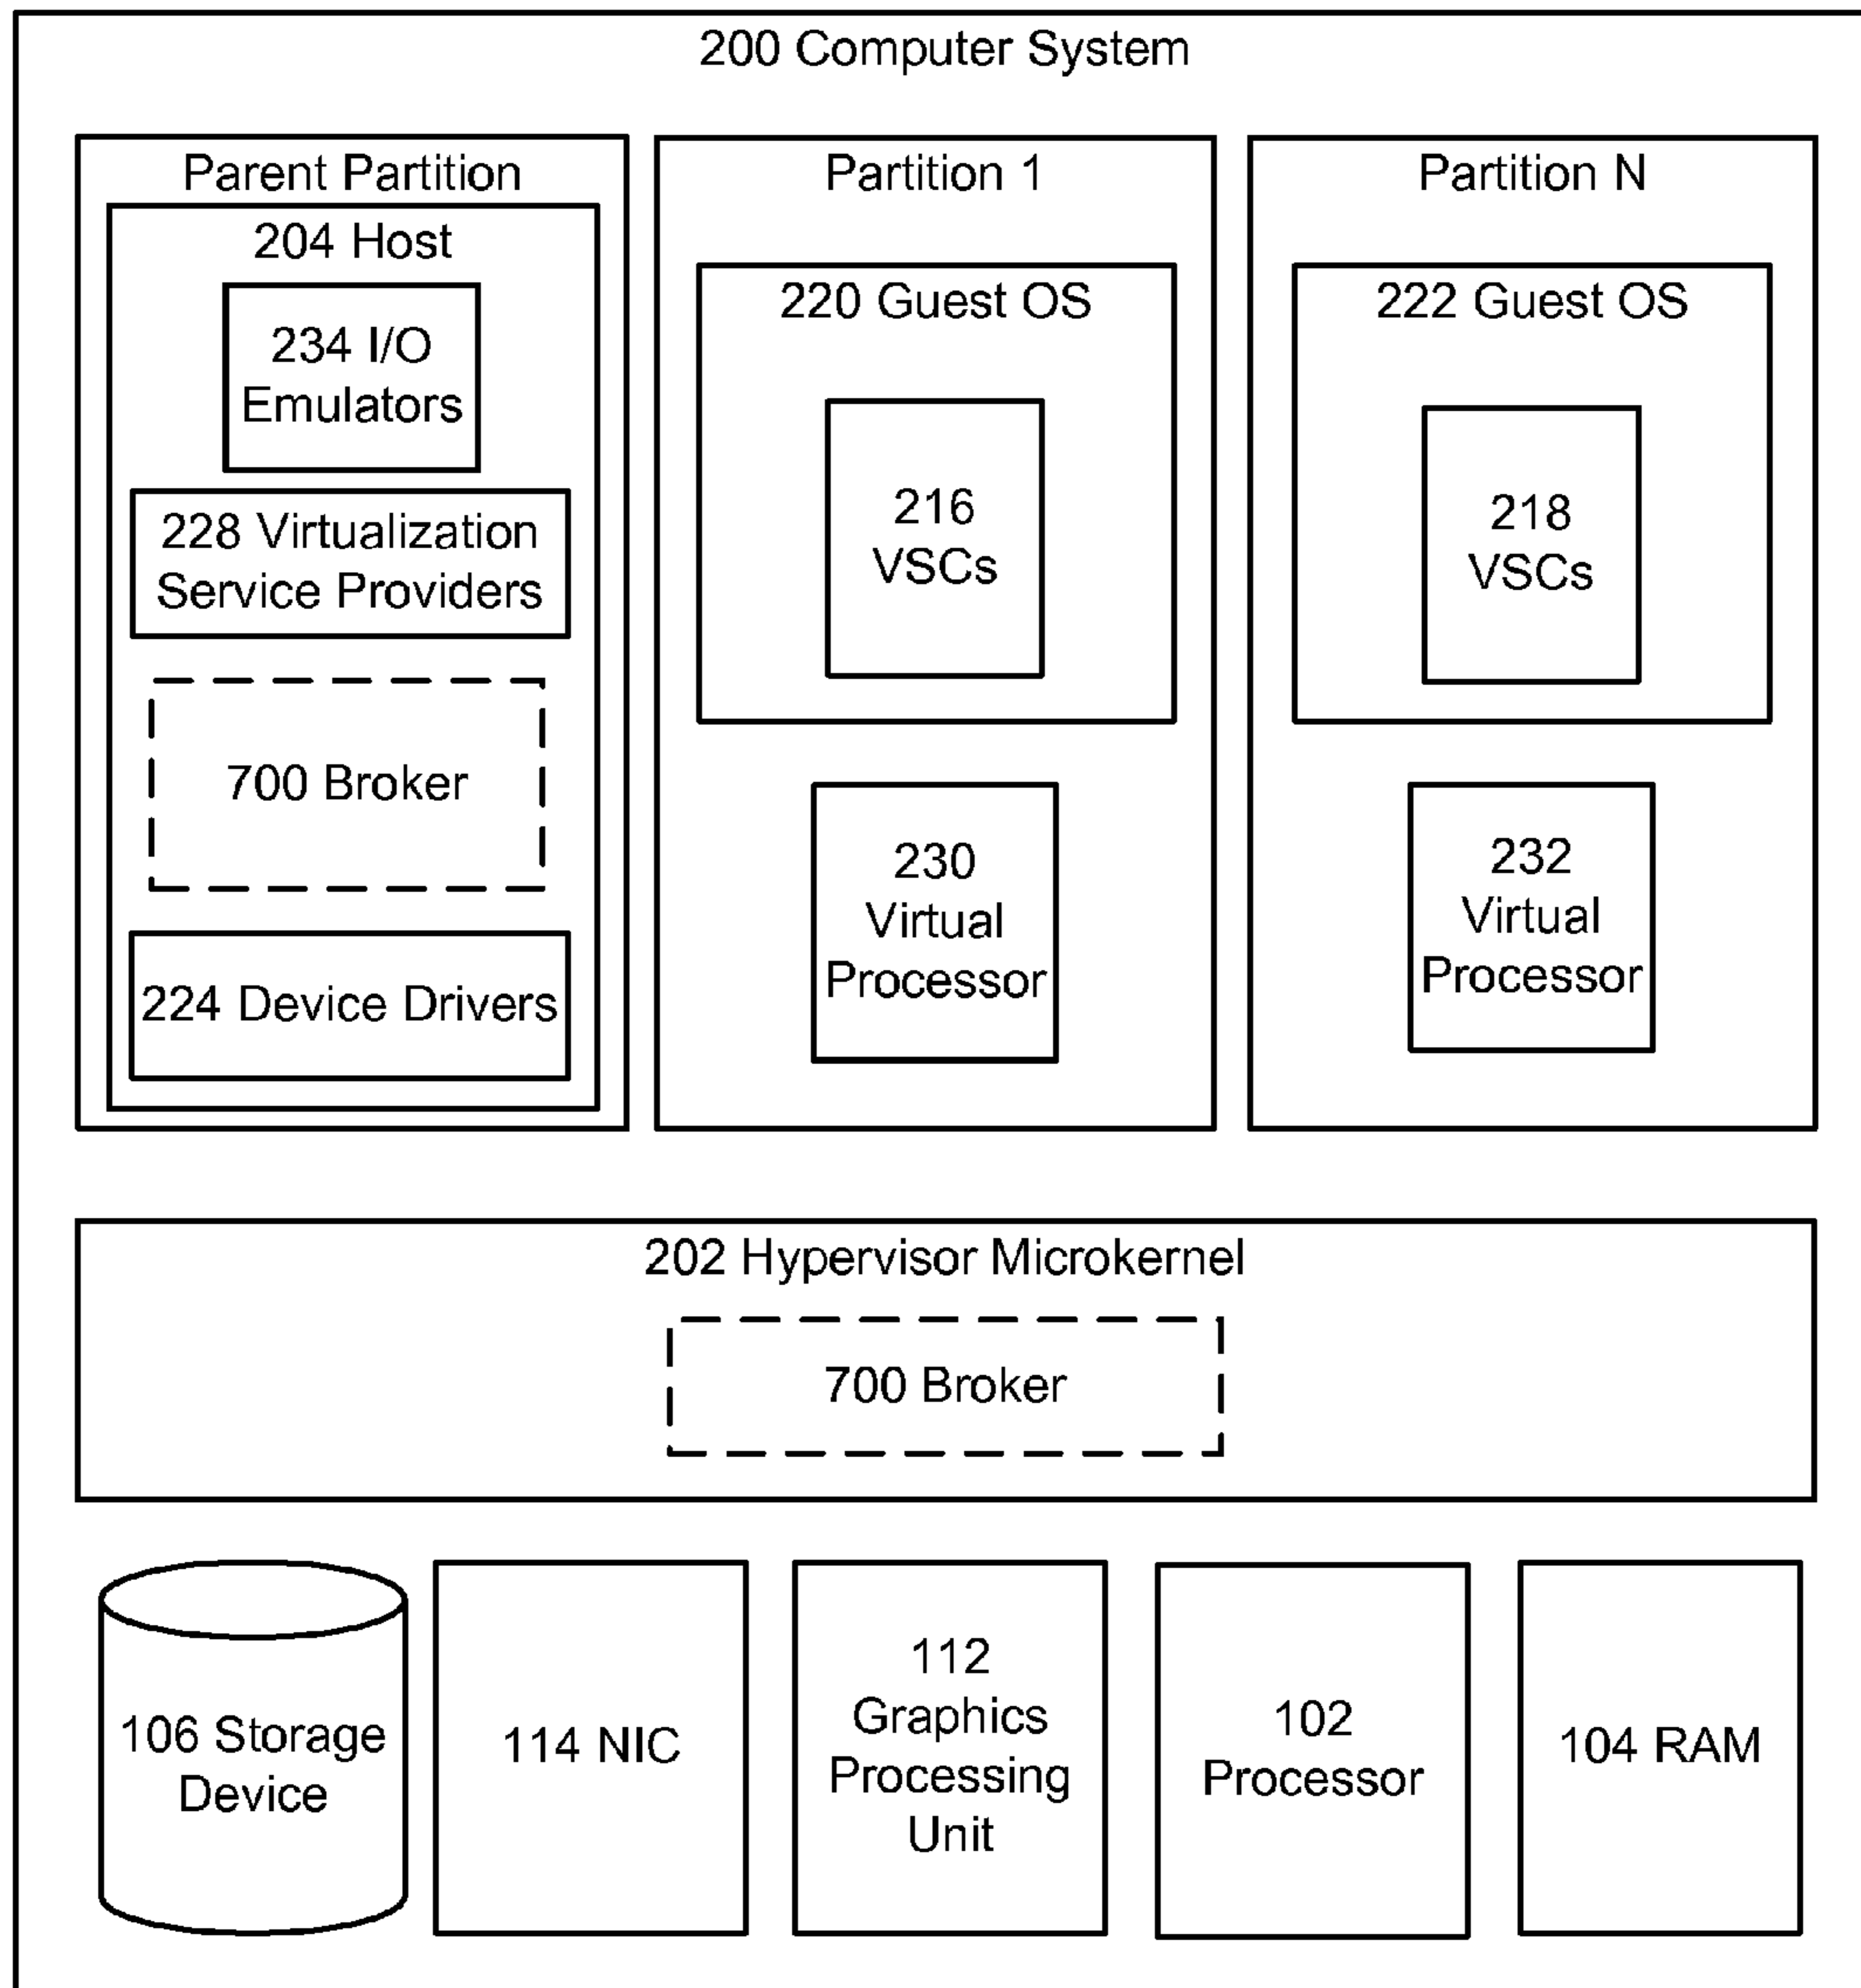 200 Computer System
Parent Partition
204 Host
234 I/O
Emulators
228 Virtualization
Service Providers
700 Broker
224 Device Drivers
Partition 1
220 Guest OS
216
VSCs
230
Virtual
Processor
Partition N
222 Guest OS
218
VSCs
232
Virtual
Processor
202 Hypervisor Microkernel
700 Broker
106 Storage
Device
114 NIC
112
Graphics
Processing
Unit
102
Processor
104 RAM